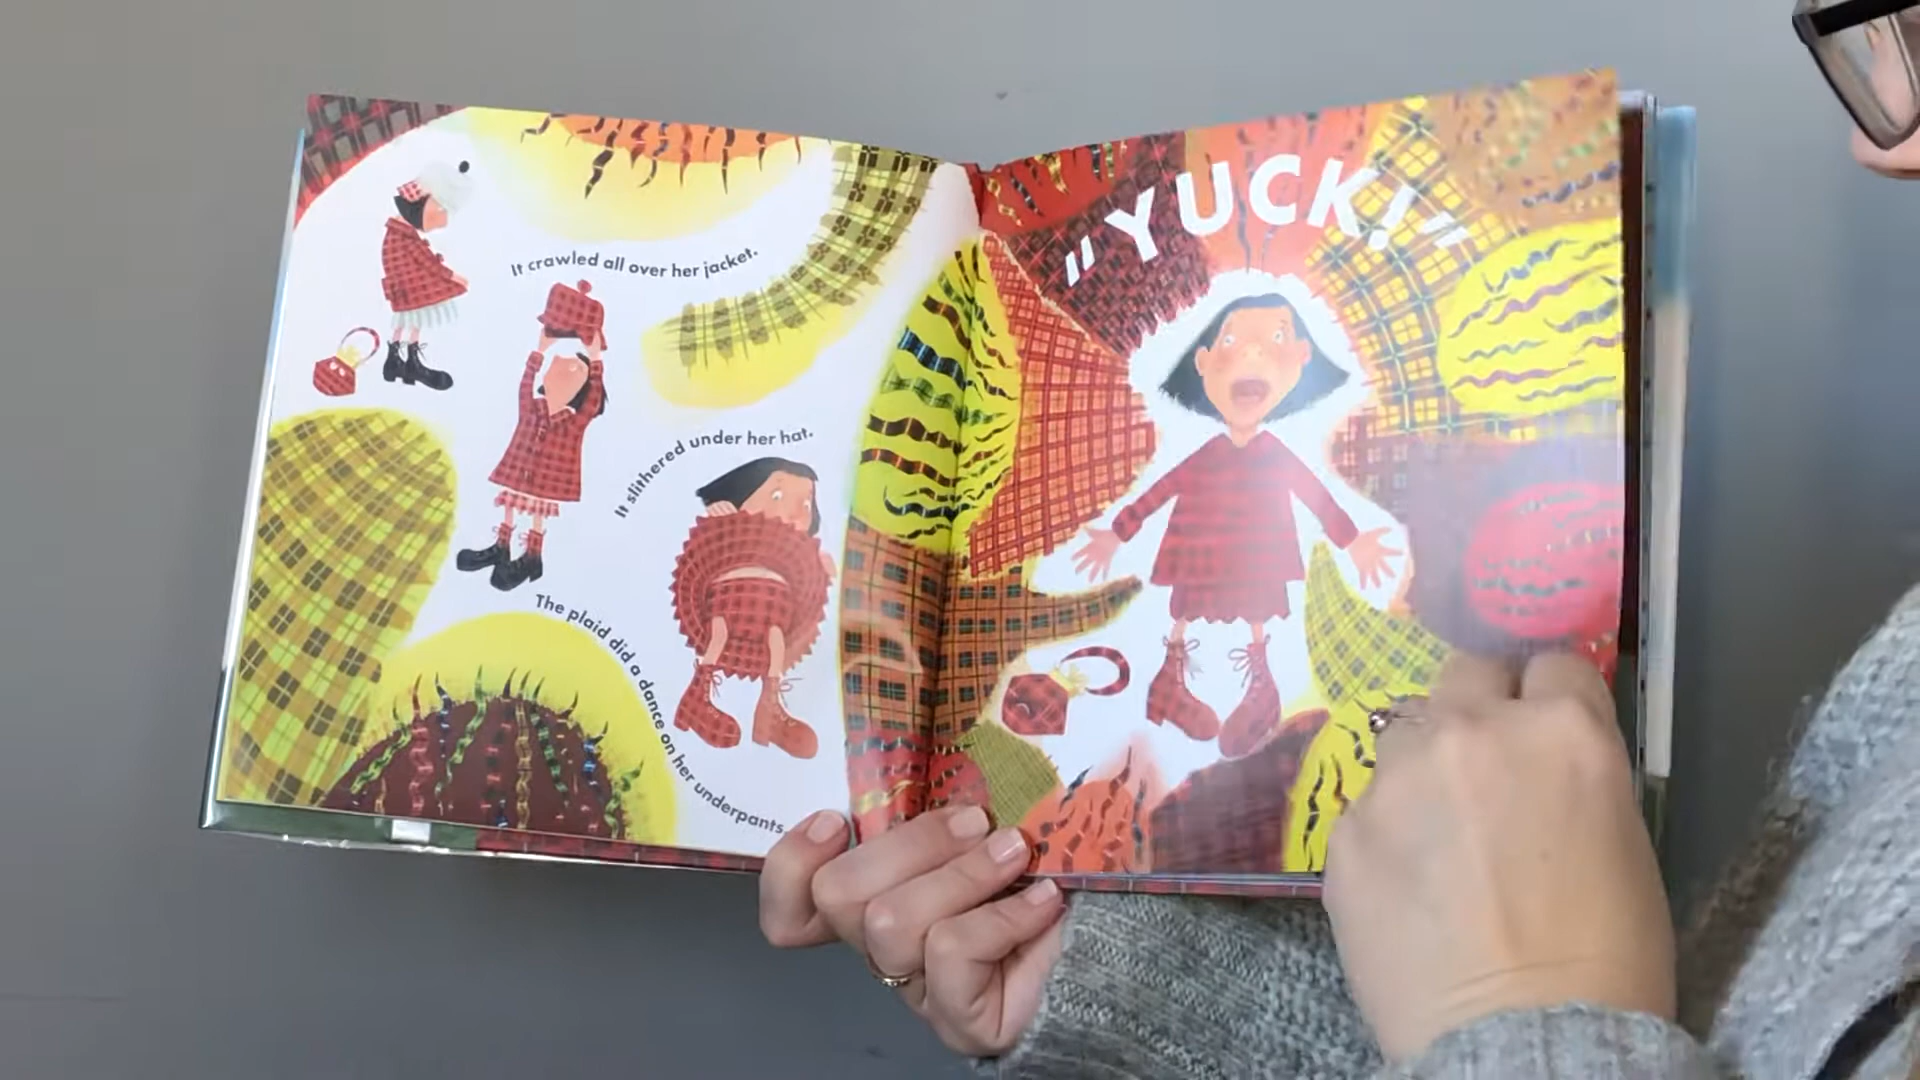 It crawled all over her jacket.
It slithered under her hat.
The plaid did a dance on her underpants.
"YUCK!"